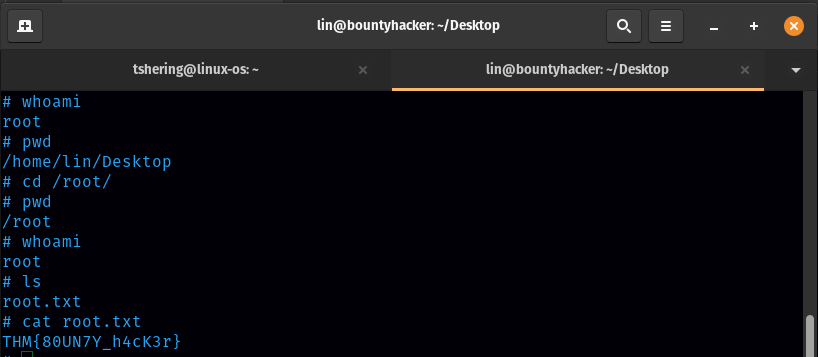 lin@bountyhacker: ~/Desktop
tshering@linux-os: ~
lin@bountyhacker: ~/Desktop
# whoami
root
# pwd
/home/lin/Desktop
# cd /root/
# pwd
/root
# whoami
root
# ls
root.txt
# cat root.txt
THM{80UN7Y_h4cK3r}
#